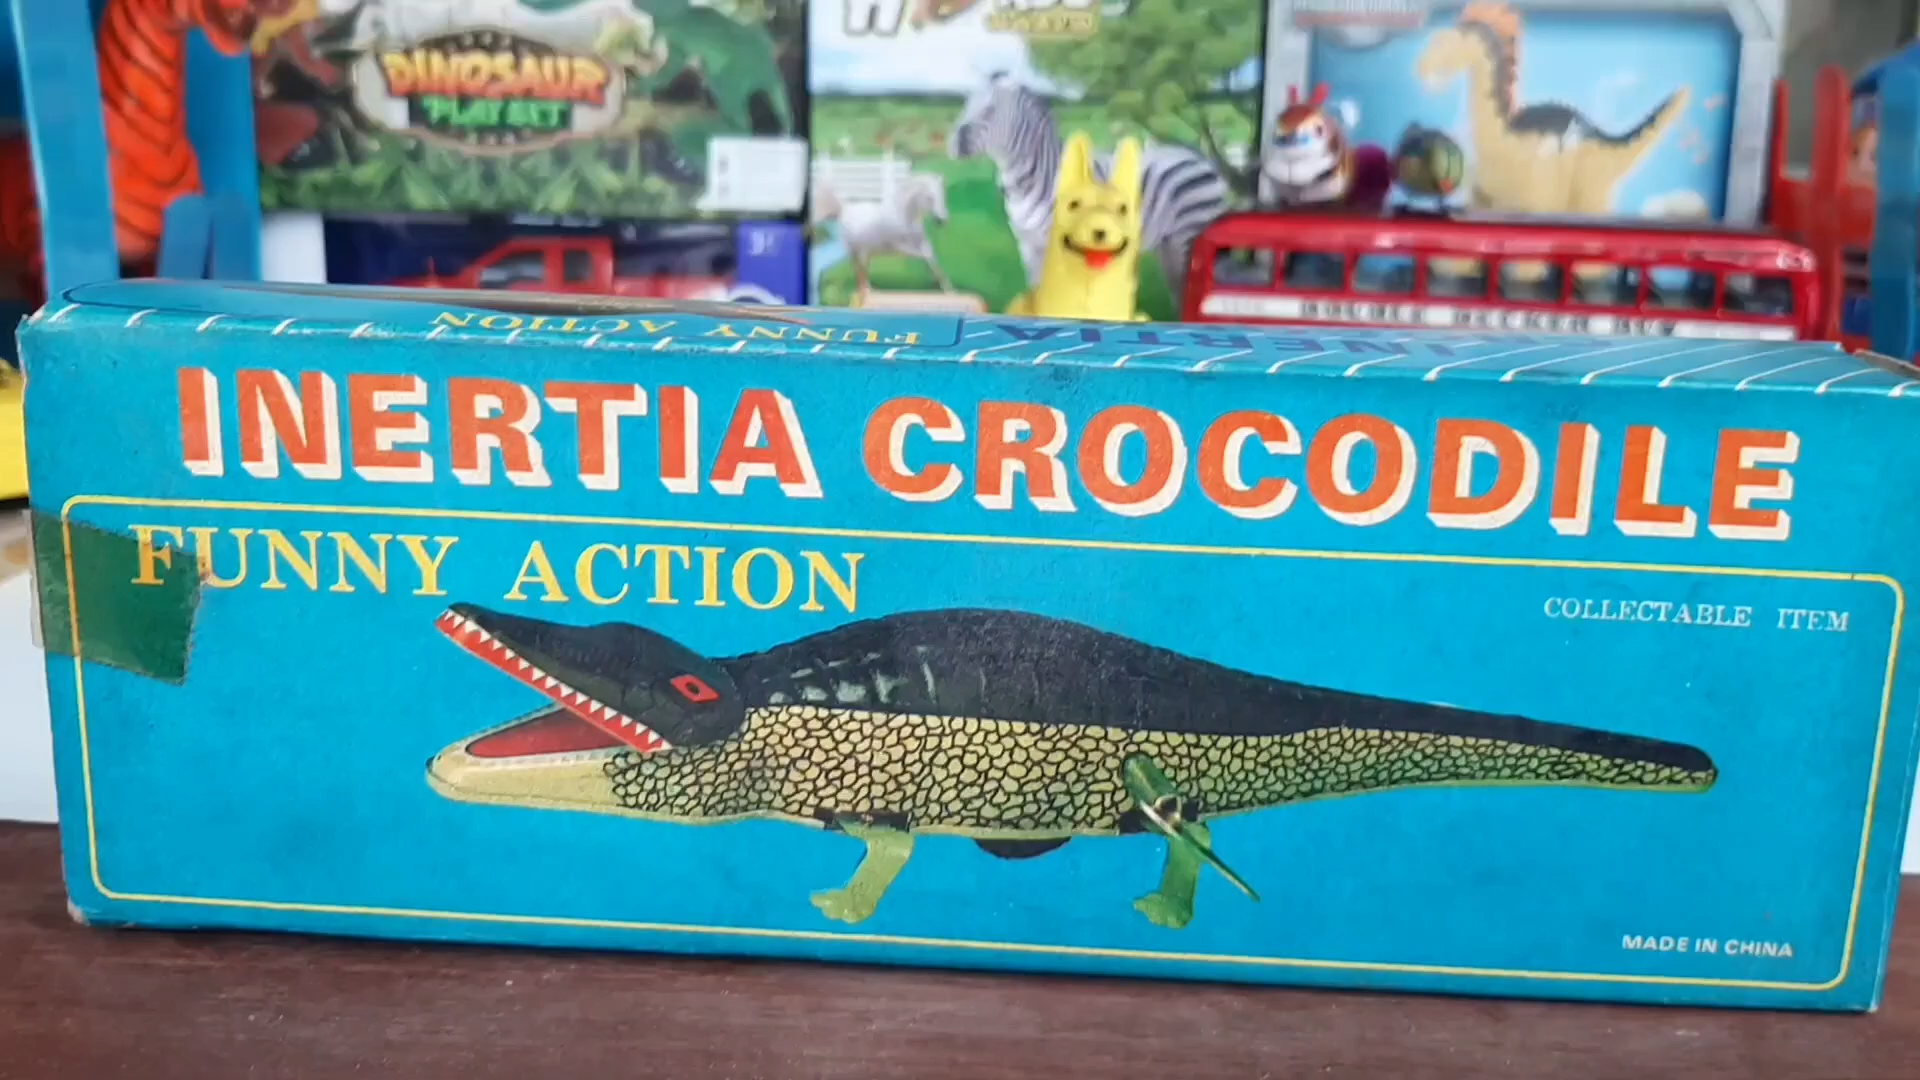 DINOSAUR
PLAY SET
FUNNY ACTION
INERTIA
INERTIA CROCODILE
FUNNY ACTION
COLLECTABLE ITEM
MADE IN CHINA